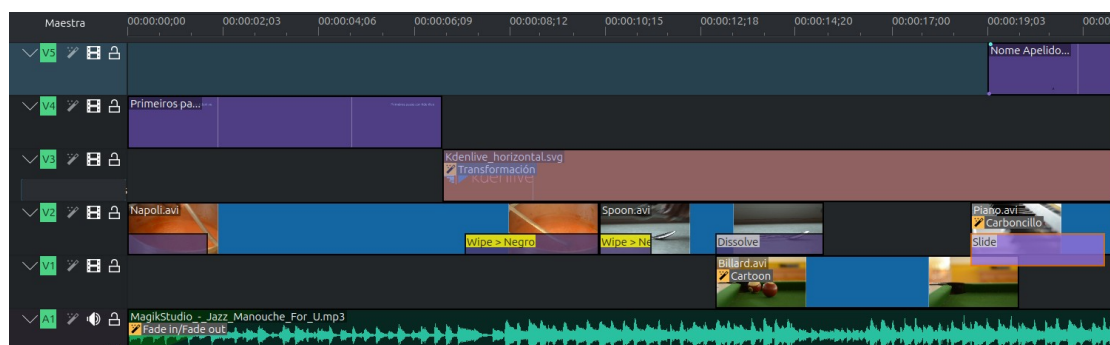 Maestra 00:00:00;00 00:00:02;03 00:00:04;06 00:00:06;09 00:00:08;12 00:00:10;15 00:00:12;18 00:00:14;20 00:00:17;00 00:00:19;03 00:00
V5 Nome Apelido...
V4 Primeiros pa...
V3 Kdenlive_horizontal.svg
Transformación
Kdenlive
V2 Napoli.avi Spoon.avi Piano.avi
Carboncillo
Wipe > Negro Wipe > Ne Dissolve Slide
V1 Billard.avi
Cartoon
A1 MagikStudio_-_Jazz_Manouche_For_U.mp3
Fade in/Fade out